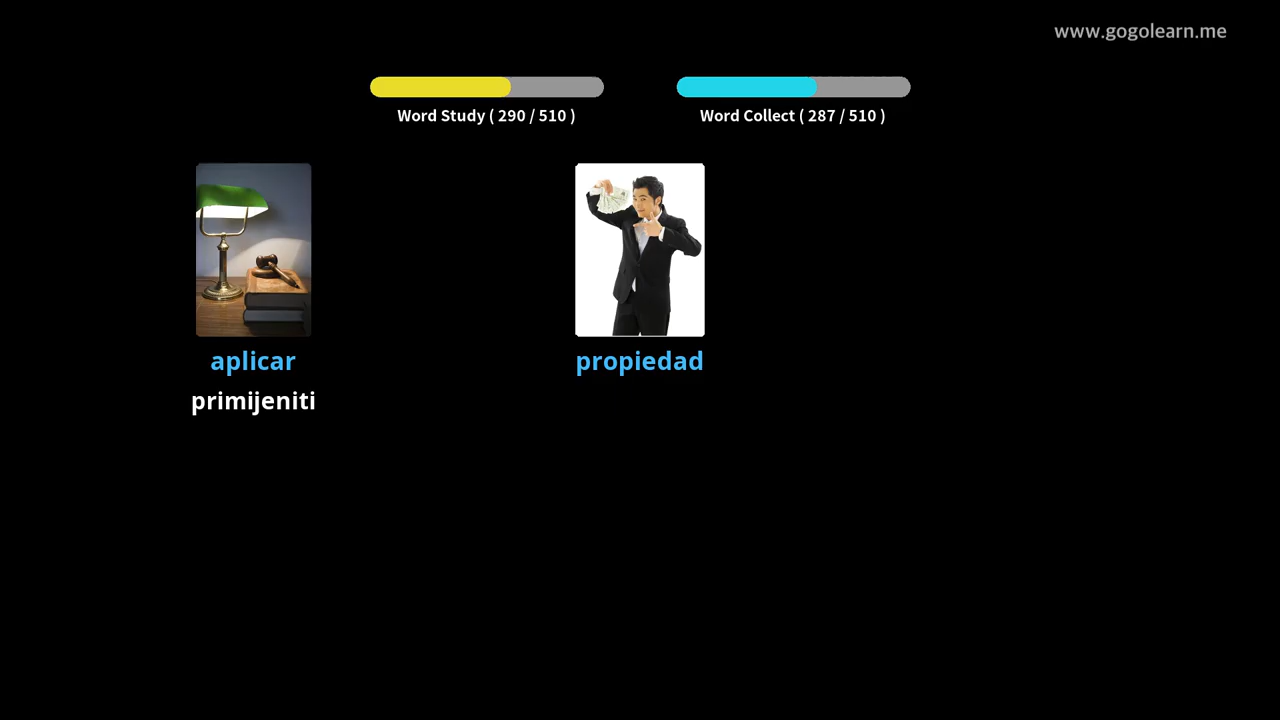 www.gogolearn.me
Word Study ( 290 / 510 )
Word Collect ( 287 / 510 )
aplicar
propiedad
primijeniti